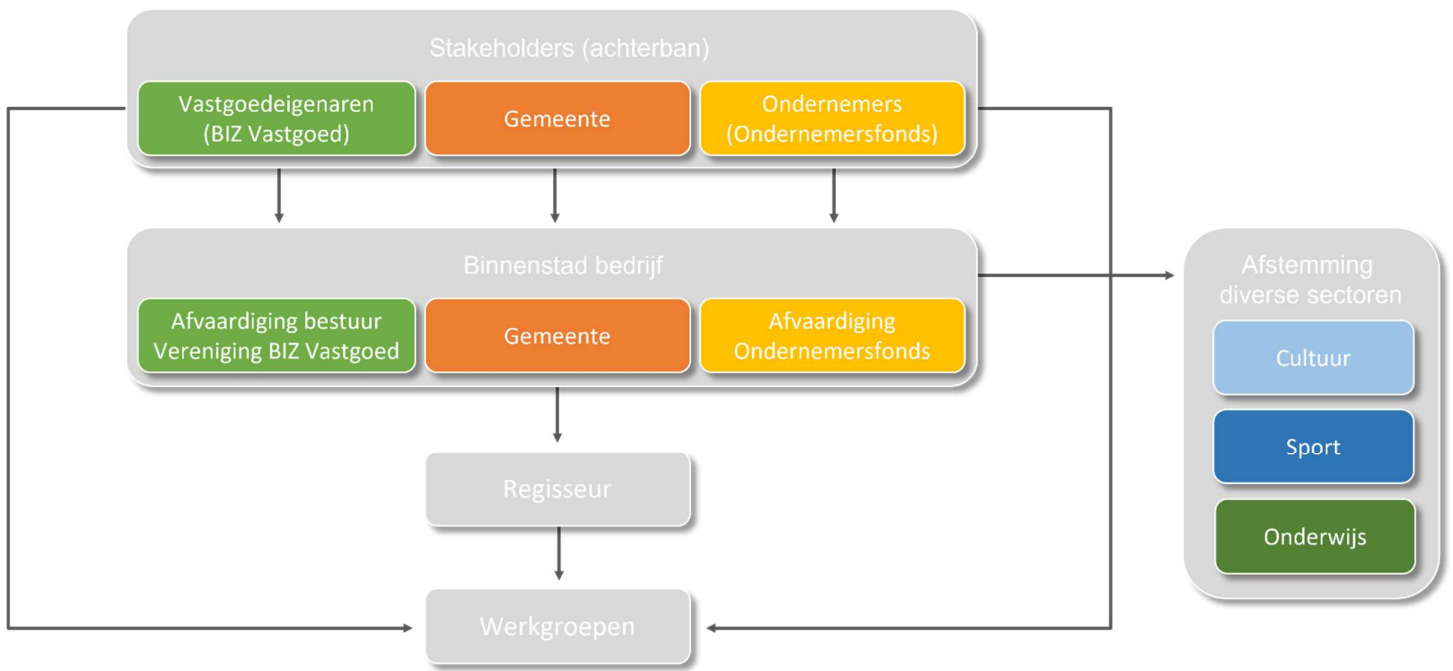 Stakeholders (achterban)
Vastgoedeigenaren
(BIZ Vastgoed)
Gemeente
Ondernemers
(Ondernemersfonds)
Binnenstad bedrijf
Afvaardiging bestuur
Vereniging BIZ Vastgoed
Gemeente
Afvaardiging
Ondernemersfonds
Regisseur
Werkgroepen
Afstemming
diverse sectoren
Cultuur
Sport
Onderwijs